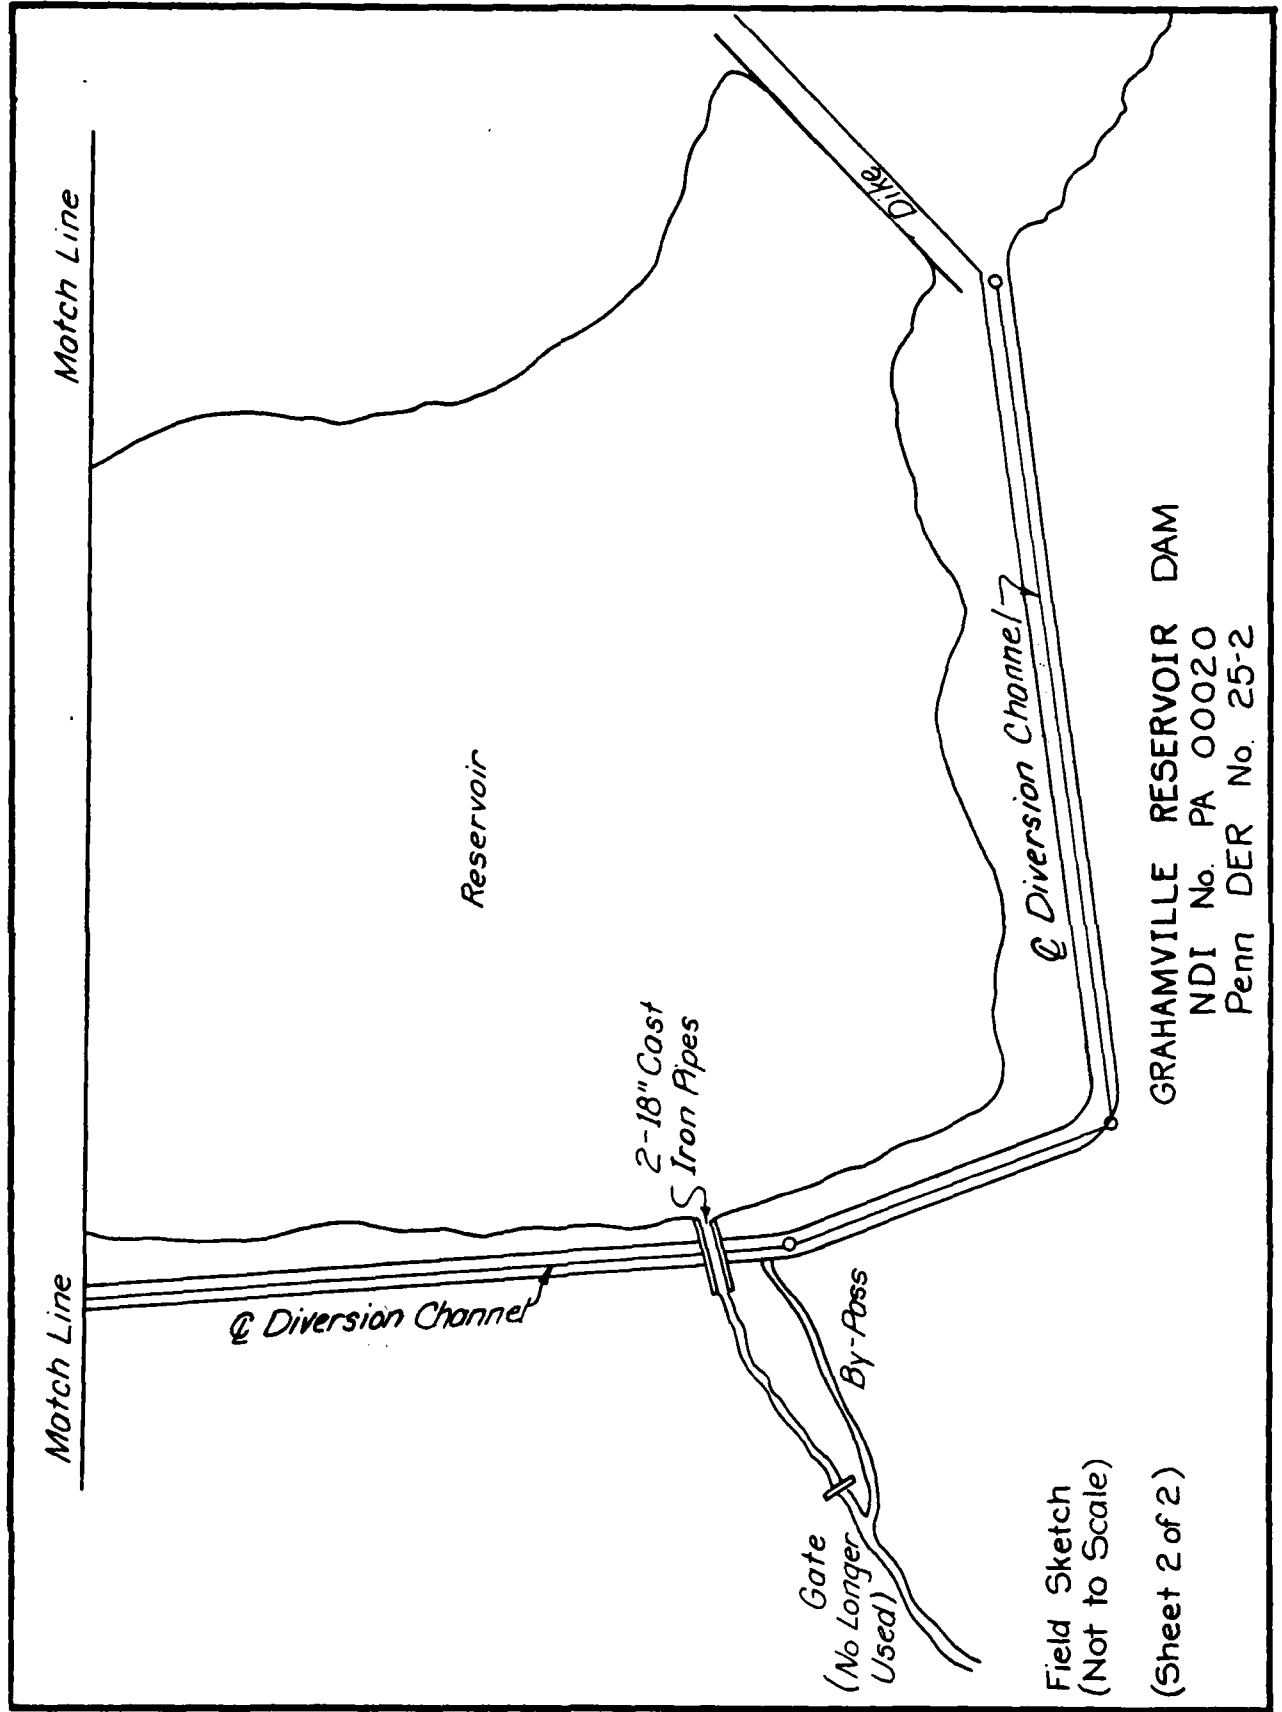 Match Line
Match Line
Reservoir
Dike
2-18" Cast
Iron Pipes
℄ Diversion Channel
℄ Diversion Channel
By-Pass
Gate
(No Longer
Used)
GRAHAMVILLE RESERVOIR DAM
NDI No. PA 00020
Penn DER No. 25-2
Field Sketch
(Not to Scale)
(Sheet 2 of 2)